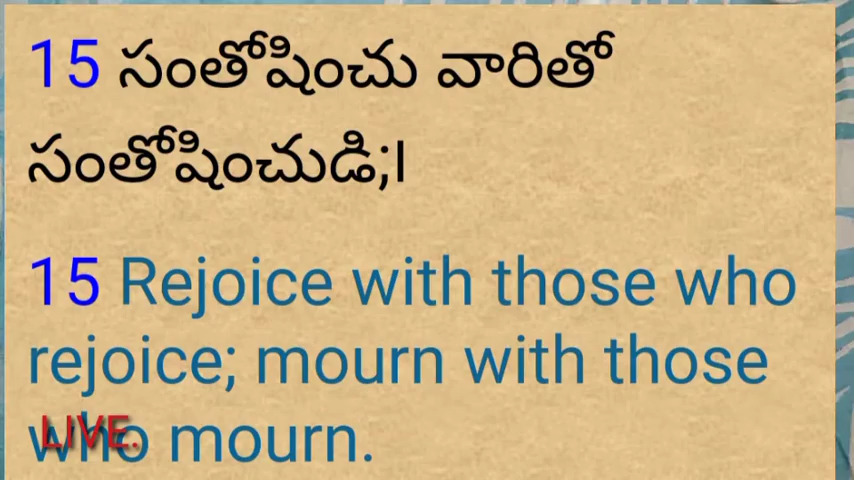 15 సంతోషించు వారితో
సంతోషించుడి;।
15 Rejoice with those who
rejoice; mourn with those
who mourn.
LIVE.